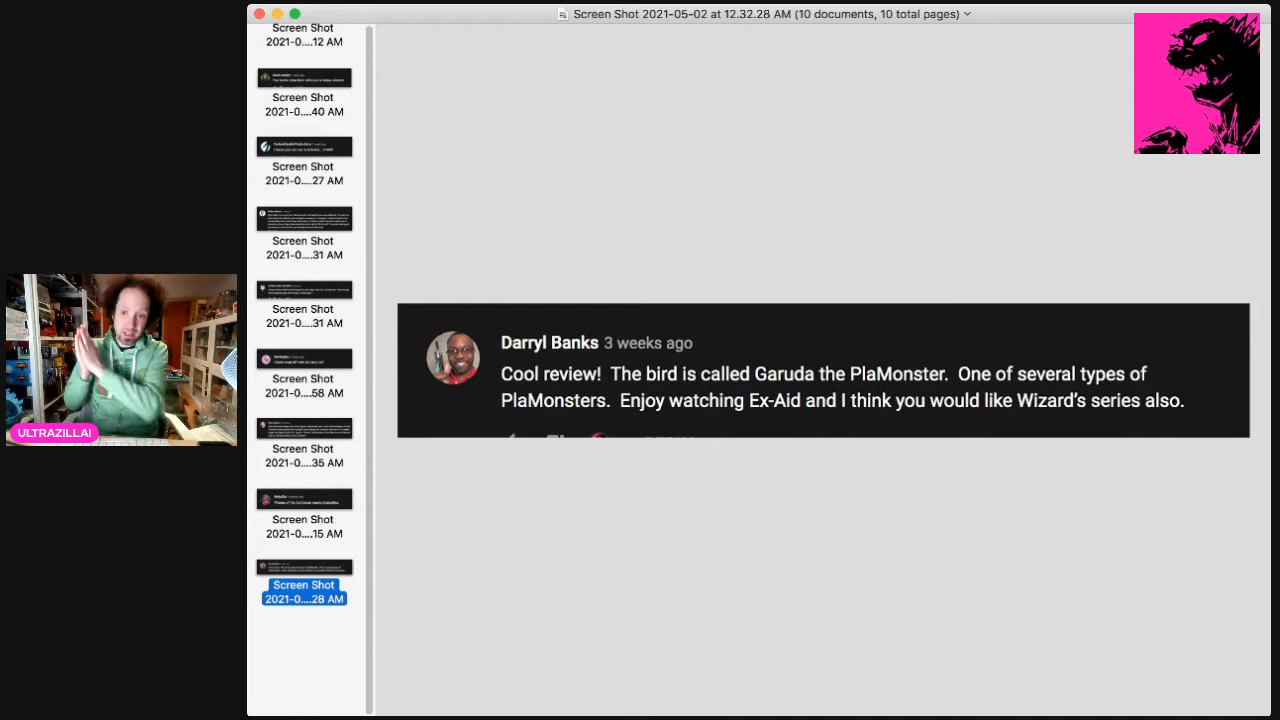 Screen Shot 2021-05-02 at 12.32.28 AM (10 documents, 10 total pages)
Screen Shot
2021-0....12 AM
Screen Shot
2021-0....40 AM
Screen Shot
2021-0....27 AM
Screen Shot
2021-0....31 AM
Screen Shot
2021-0....31 AM
Screen Shot
2021-0....58 AM
Screen Shot
2021-0....35 AM
Screen Shot
2021-0....15 AM
Screen Shot
2021-0....28 AM
ULTRAZILLA!
Darryl Banks 3 weeks ago
Cool review! The bird is called Garuda the PlaMonster. One of several types of
PlaMonsters. Enjoy watching Ex-Aid and I think you would like Wizard's series also.